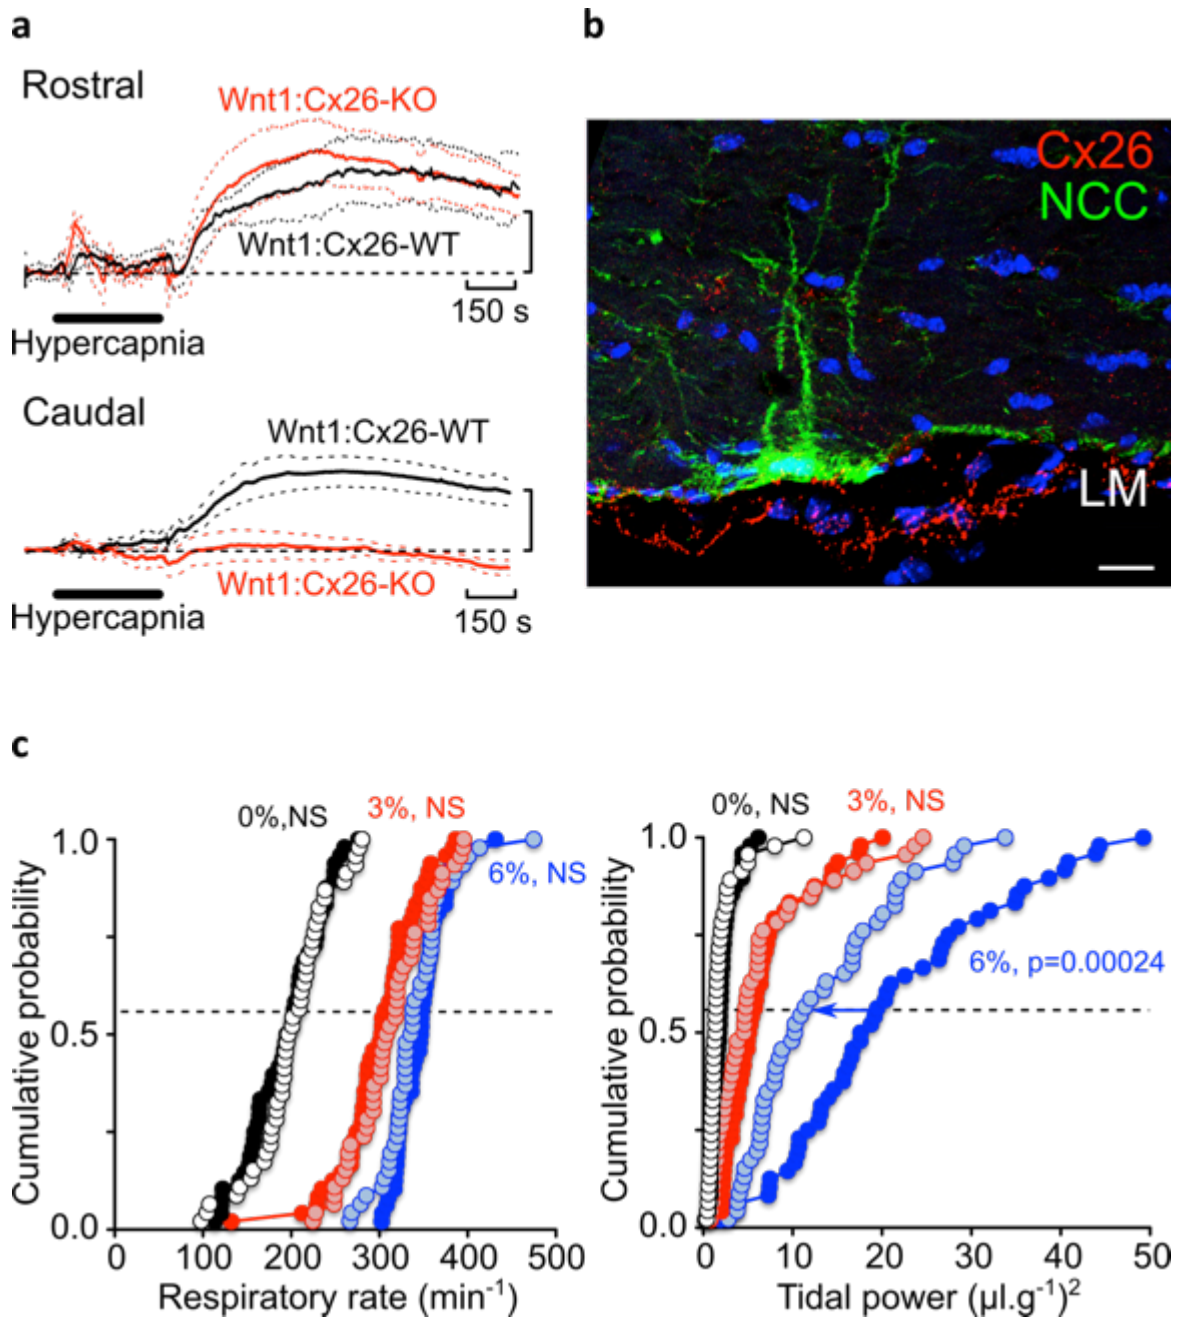 a
Rostral
Wnt1:Cx26-KO
Wnt1:Cx26-WT
150 s
Hypercapnia
Caudal
Wnt1:Cx26-WT
Wnt1:Cx26-KO
Hypercapnia
150 s
b
Cx26
NCC
LM
c
0%,NS
3%, NS
6%, NS
1.0
0.5
0.0
Cumulative probability
0 100 200 300 400 500
Respiratory rate (min⁻¹)
0%, NS
3%, NS
6%, p=0.00024
1.0
0.5
0.0
Cumulative probability
0 10 20 30 40 50
Tidal power (µl.g⁻¹)²